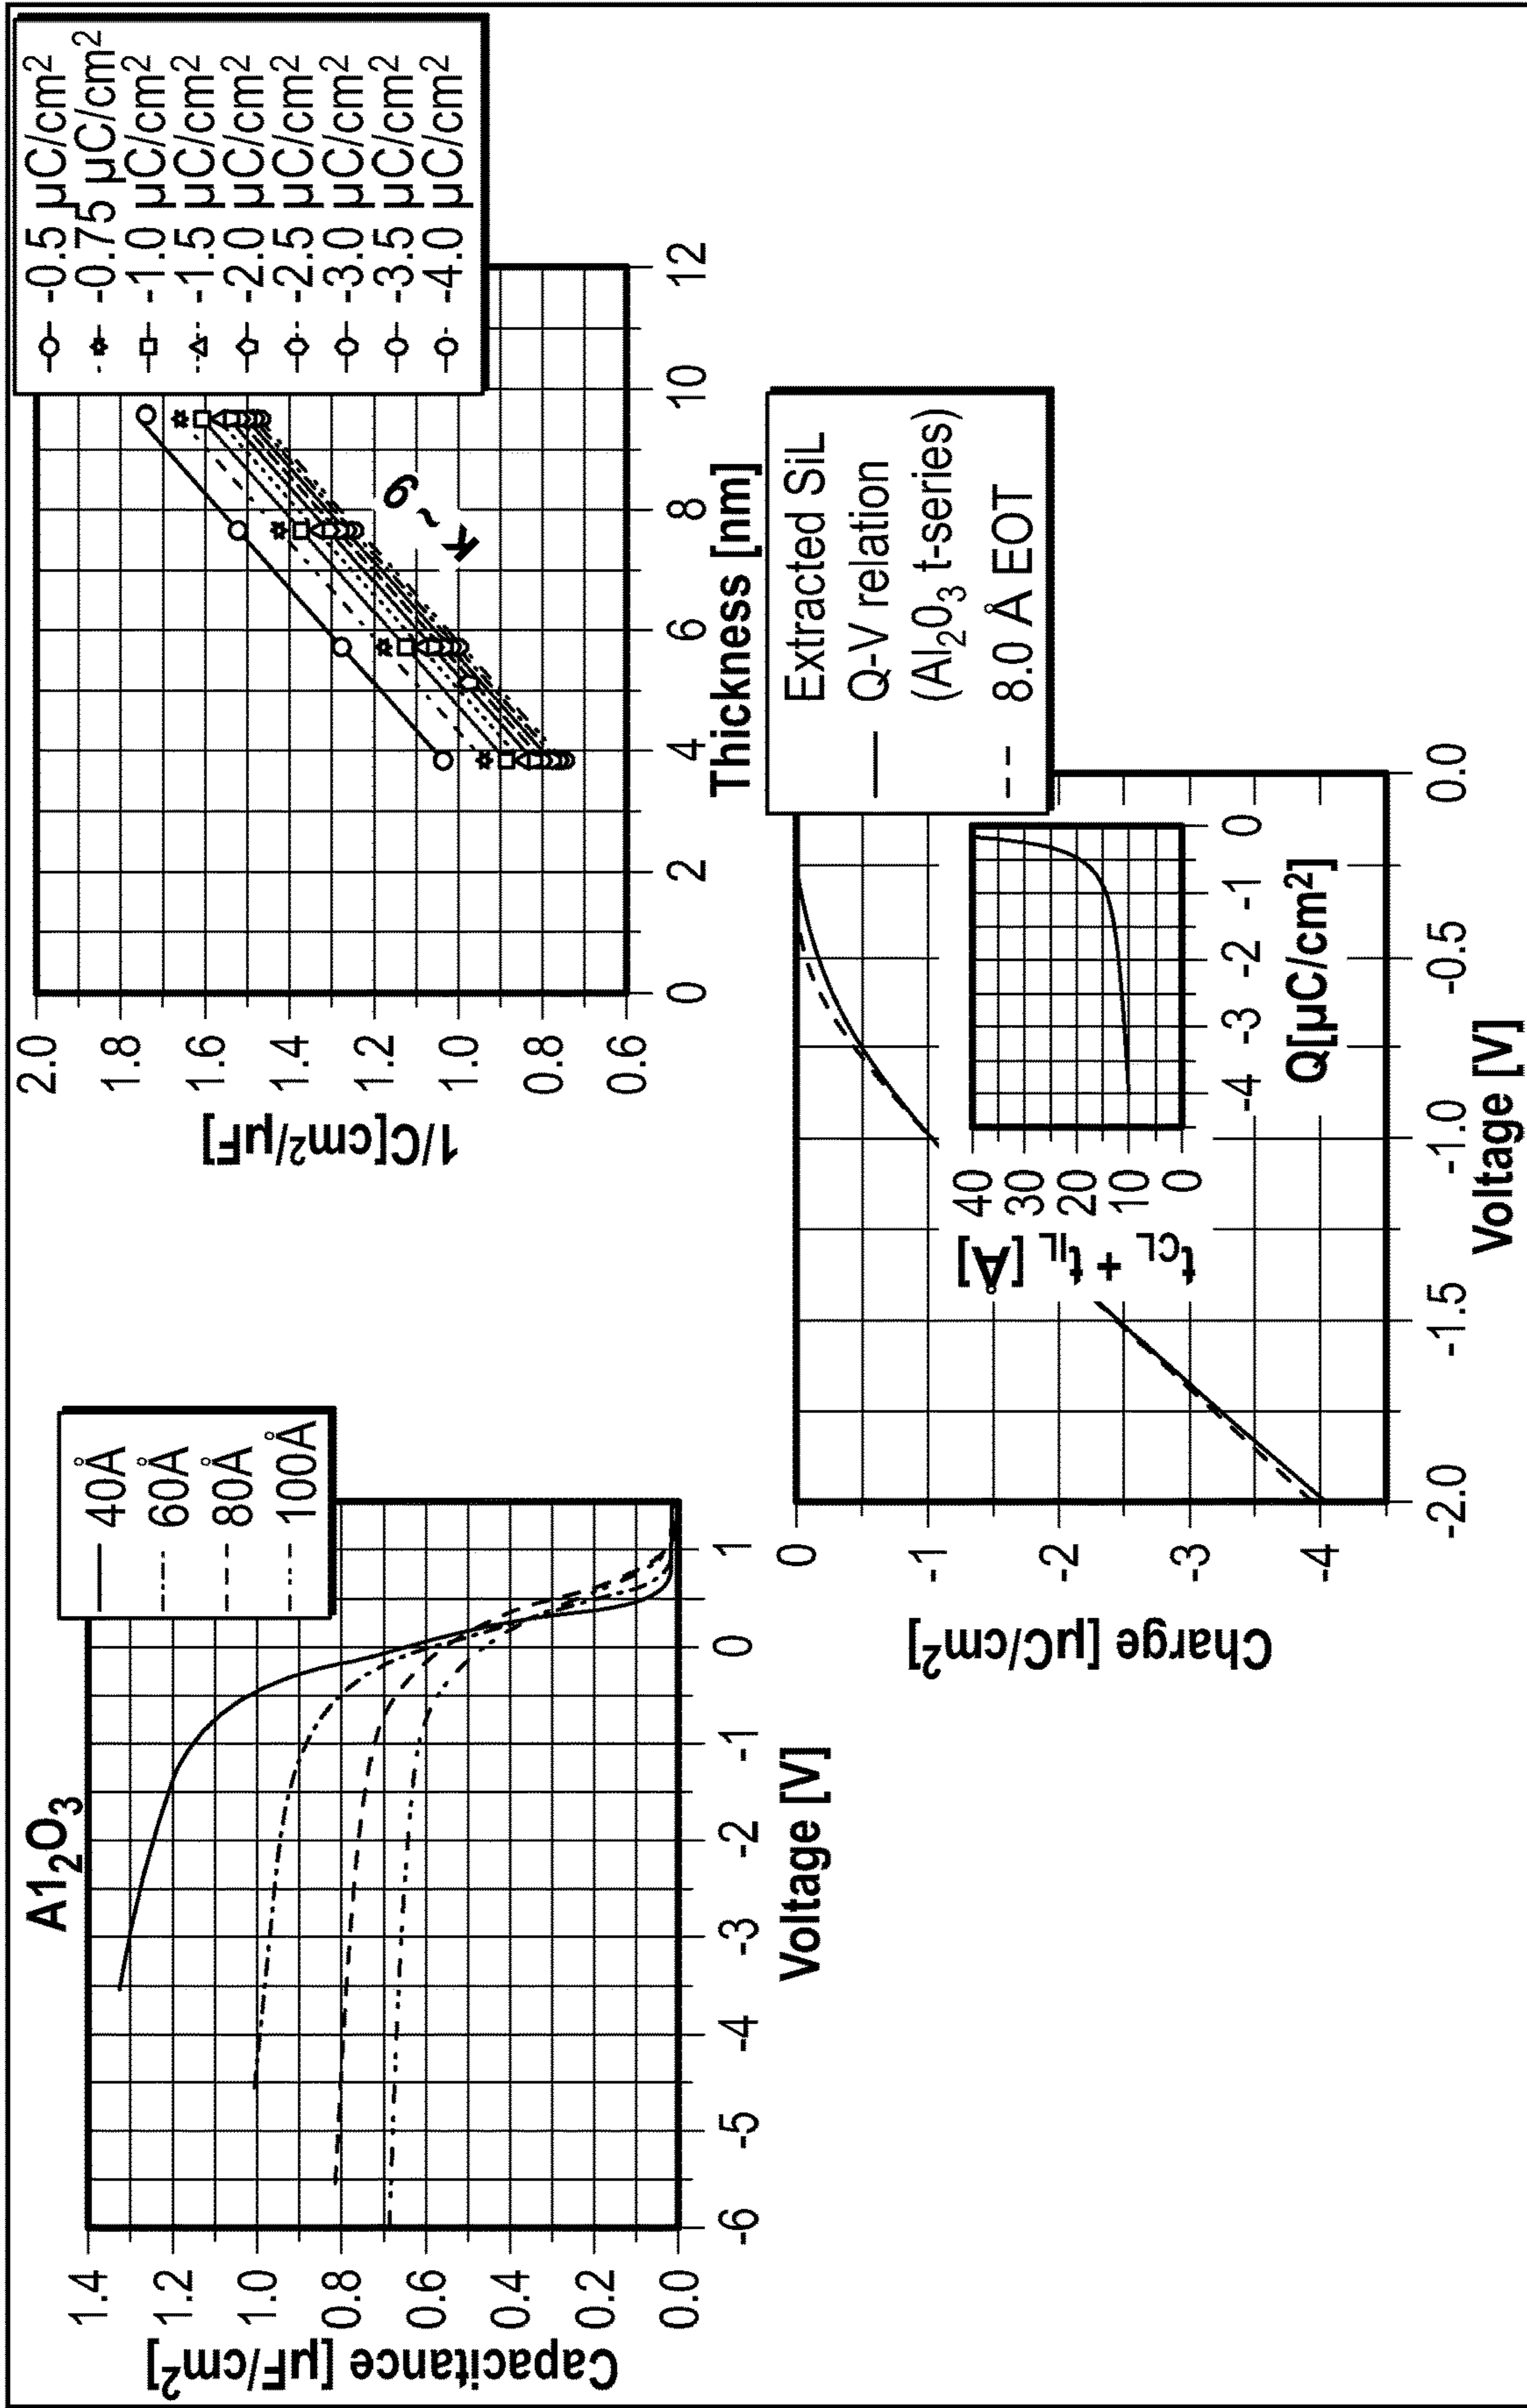 A1₂O₃
40Å
60Å
80Å
100Å
1.4
1.2
1.0
0.8
0.6
0.4
0.2
0.0
Capacitance [µF/cm²]
-6 -5 -4 -3 -2 -1 0 1
Voltage [V]
-0.5 µC/cm²
-0.75 µC/cm²
-1.0 µC/cm²
-1.5 µC/cm²
-2.0 µC/cm²
-2.5 µC/cm²
-3.0 µC/cm²
-3.5 µC/cm²
-4.0 µC/cm²
2.0
1.8
1.6
1.4
1.2
1.0
0.8
0.6
1/C[cm²/µF]
κ ~ 9
0 2 4 6 8 10 12
Thickness [nm]
Extracted SiL
Q-V relation
(Al₂O₃ t-series)
8.0 Å EOT
0
-1
-2
-3
-4
Charge [µC/cm²]
40
30
20
10
0
t_CL + t_IL [Å]
-4 -3 -2 -1 0
Q[µC/cm²]
-2.0 -1.5 -1.0 -0.5 0.0
Voltage [V]